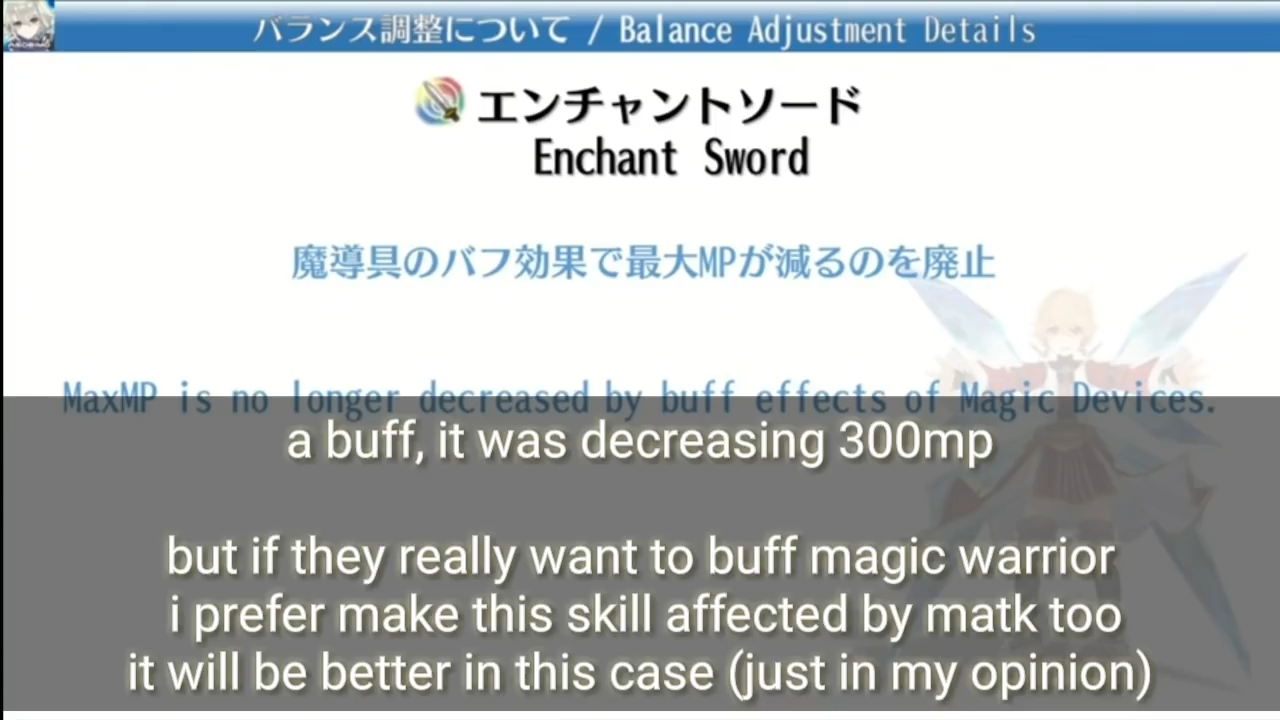 バランス調整について / Balance Adjustment Details
エンチャントソード
Enchant Sword
魔導具のバフ効果で最大MPが減るのを廃止
MaxMP is no longer decreased by buff effects of Magic Devices.
a buff, it was decreasing 300mp
but if they really want to buff magic warrior
i prefer make this skill affected by matk too
it will be better in this case (just in my opinion)